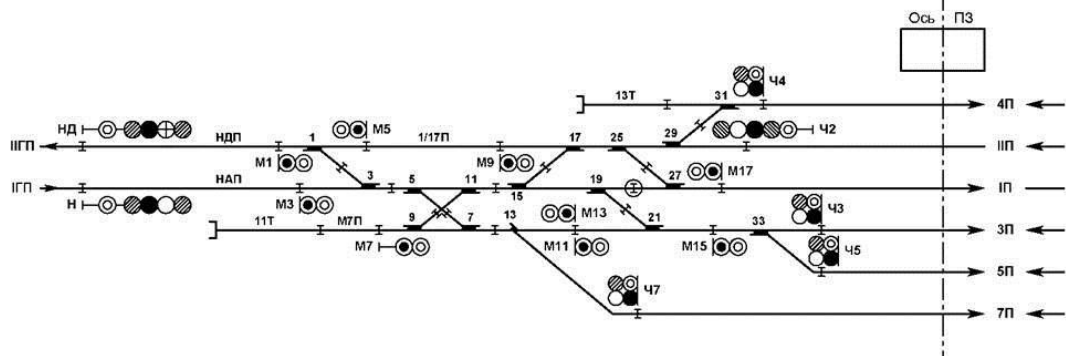 Ось ПЗ
Ч4
13Т 31 4П
НД НДП 1 М5 1/17П 17 25 29 Ч2
IIГП М1 М9 М17 IIП
IГП НАП 3 5 11 15 19 27 IП
Н М3 Ч3
11Т М7П 9 7 13 М13 21 33 3П
М7 М11 М15 Ч5
5П
Ч7
7П